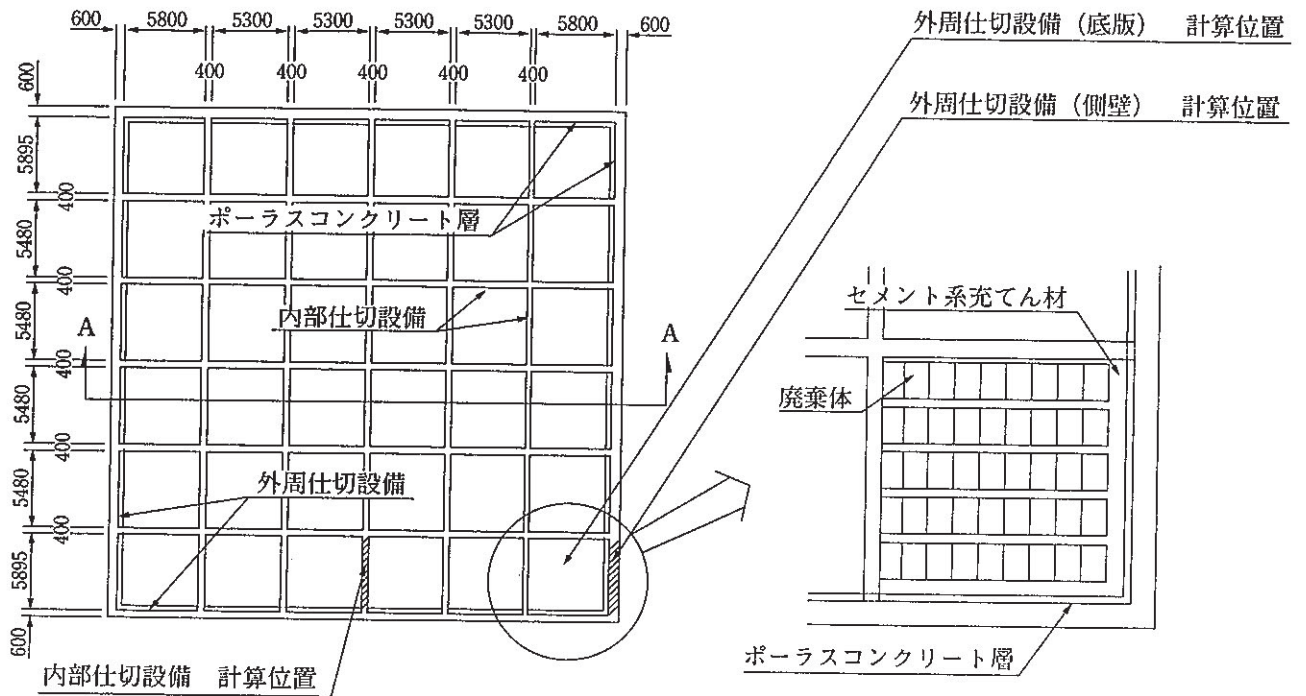 600 5800 5300 5300 5300 5300 5800 600
400 400 400 400 400
外周仕切設備（底版） 計算位置
外周仕切設備（側壁） 計算位置
600
5895
400
5480
400
5480
400
5480
400
5480
400
5895
600
ポーラスコンクリート層
内部仕切設備
A
A
外周仕切設備
内部仕切設備 計算位置
セメント系充てん材
廃棄体
ポーラスコンクリート層